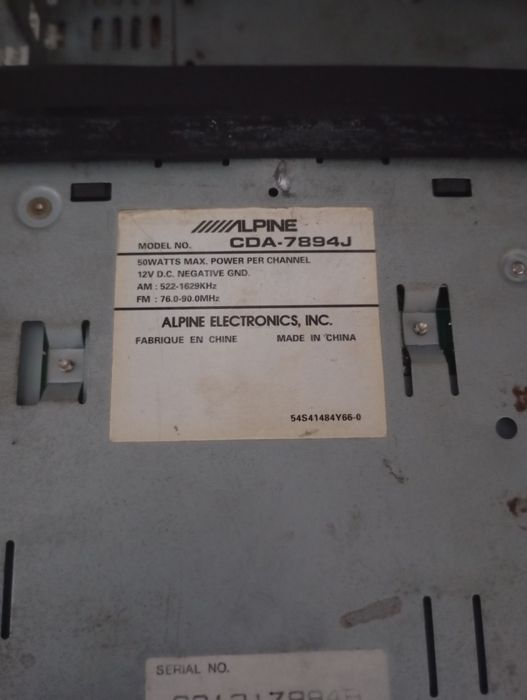 ALPINE
MODEL NO. CDA-7894J
50WATTS MAX. POWER PER CHANNEL
12V D.C. NEGATIVE GND.
AM : 522-1629KHz
FM : 76.0-90.0MHz
ALPINE ELECTRONICS, INC.
FABRIQUE EN CHINE MADE IN CHINA
54S41484Y66-0
SERIAL NO.